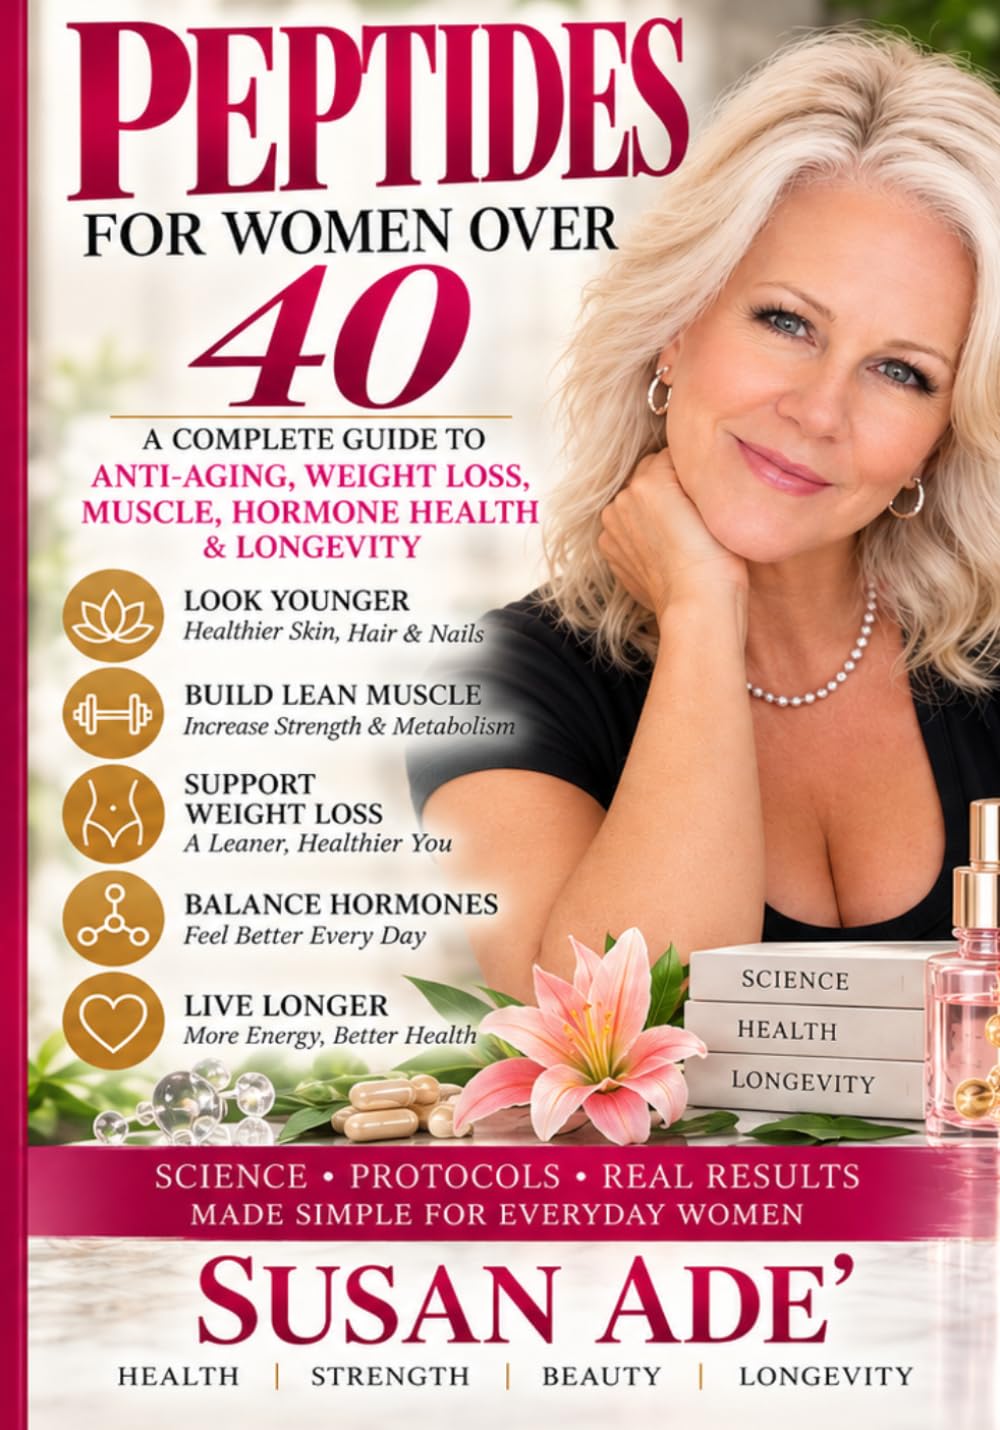 PEPTIDES
FOR WOMEN OVER
40
A COMPLETE GUIDE TO
ANTI-AGING, WEIGHT LOSS,
MUSCLE, HORMONE HEALTH
& LONGEVITY
LOOK YOUNGER
Healthier Skin, Hair & Nails
BUILD LEAN MUSCLE
Increase Strength & Metabolism
SUPPORT
WEIGHT LOSS
A Leaner, Healthier You
BALANCE HORMONES
Feel Better Every Day
LIVE LONGER
More Energy, Better Health
SCIENCE
HEALTH
LONGEVITY
SCIENCE • PROTOCOLS • REAL RESULTS
MADE SIMPLE FOR EVERYDAY WOMEN
SUSAN ADE’
HEALTH | STRENGTH | BEAUTY | LONGEVITY